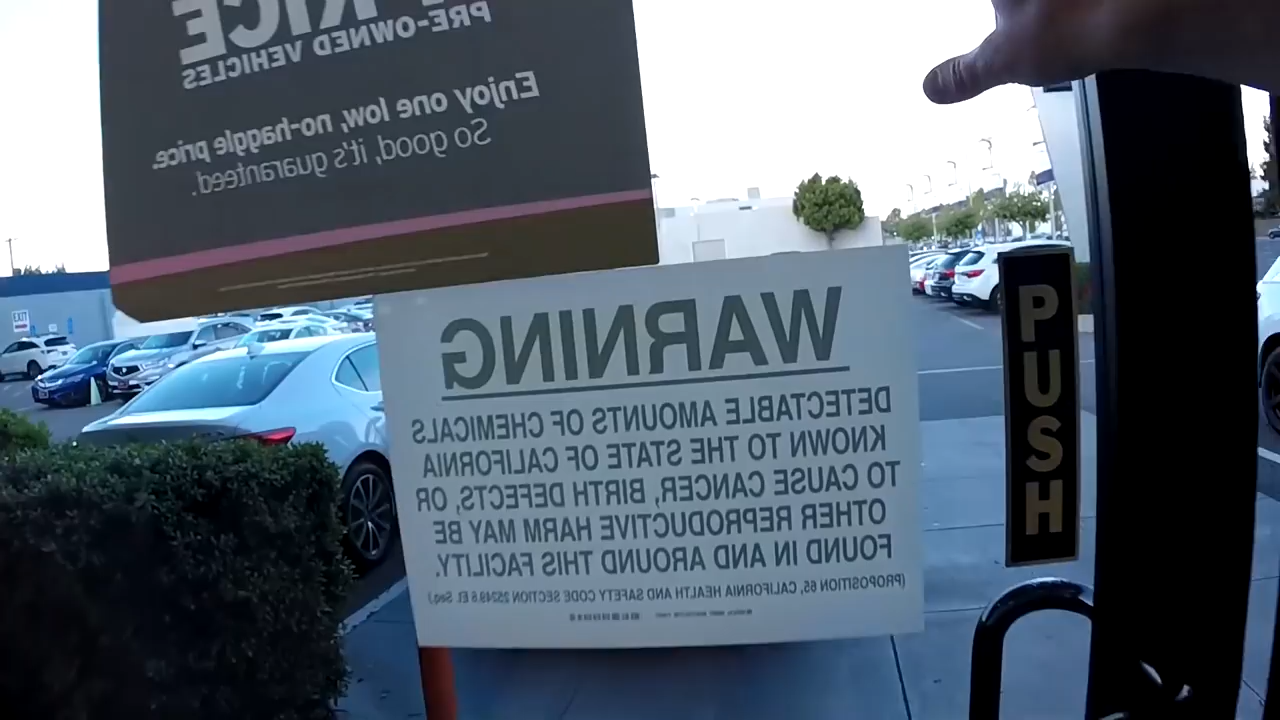 PRICE
PRE-OWNED VEHICLES
Enjoy one low, no-haggle price.
So good, it's guaranteed.
WARNING
DETECTABLE AMOUNTS OF CHEMICALS
KNOWN TO THE STATE OF CALIFORNIA
TO CAUSE CANCER, BIRTH DEFECTS, OR
OTHER REPRODUCTIVE HARM MAY BE
FOUND IN AND AROUND THIS FACILITY.
(PROPOSITION 65, CALIFORNIA HEALTH AND SAFETY CODE SECTION 25249.6 Et. Seq.)
PUSH
EXIT